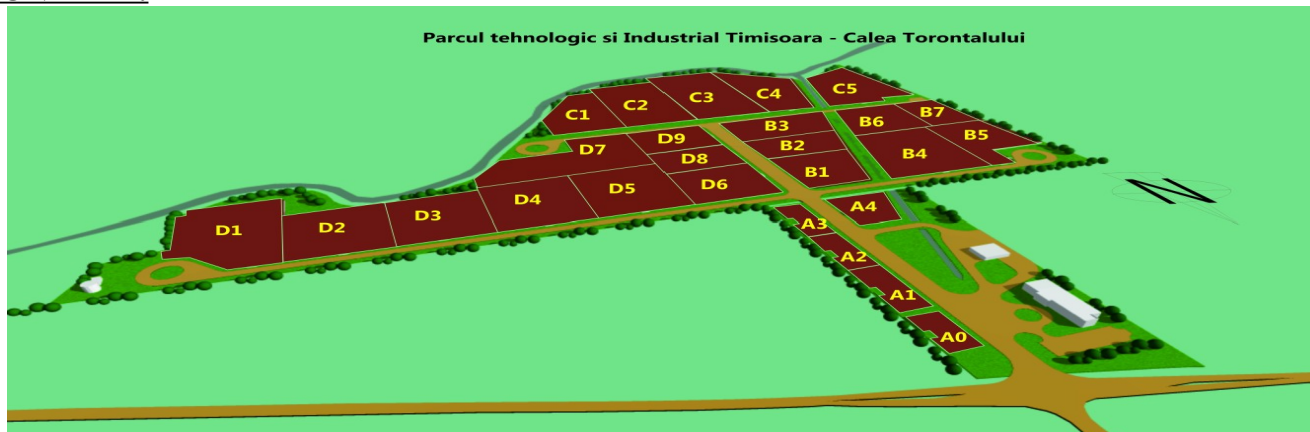 Parcul tehnologic si Industrial Timisoara - Calea Torontalului
C1 C2 C3 C4 C5
D7 D9 B3 B6 B7
D8 B2 B5
D1 D2 D3 D4 D5 D6 B1 B4
A3 A4
A2
A1
A0
N